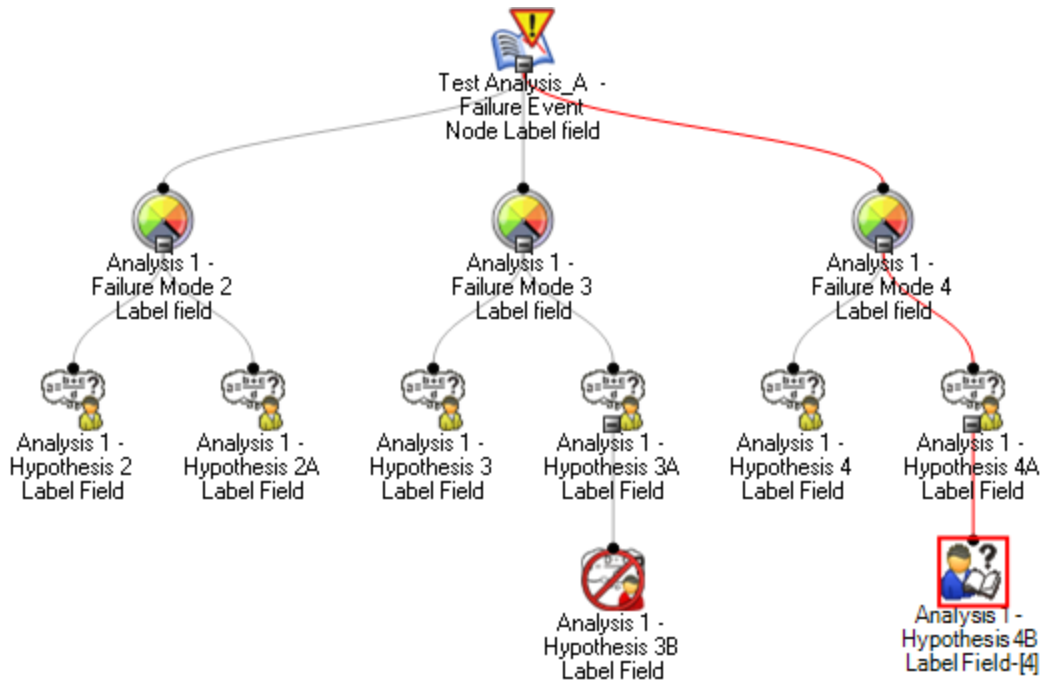 Test Analysis_A -
Failure Event
Node Label field
Analysis 1 -
Failure Mode 2
Label field
Analysis 1 -
Failure Mode 3
Label field
Analysis 1 -
Failure Mode 4
Label field
Analysis 1 -
Hypothesis 2
Label Field
Analysis 1 -
Hypothesis 2A
Label Field
Analysis 1 -
Hypothesis 3
Label Field
Analysis 1 -
Hypothesis 3A
Label Field
Analysis 1 -
Hypothesis 4
Label Field
Analysis 1 -
Hypothesis 4A
Label Field
Analysis 1 -
Hypothesis 3B
Label Field
Analysis 1 -
Hypothesis 4B
Label Field-[4]